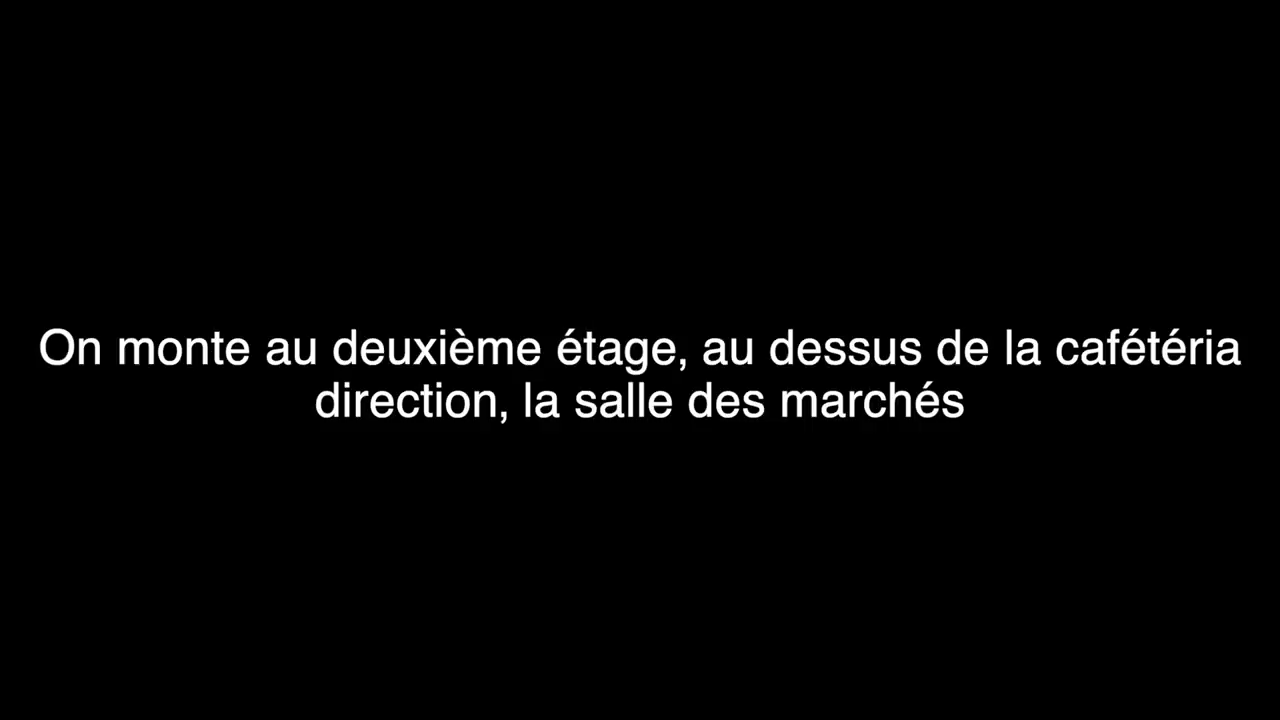 On monte au deuxième étage, au dessus de la cafétéria
direction, la salle des marchés